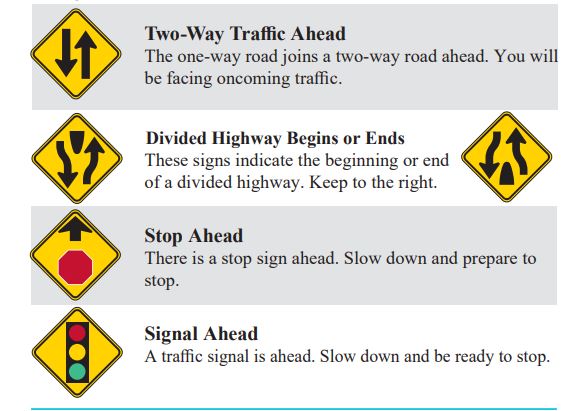 Two-Way Traffic Ahead
The one-way road joins a two-way road ahead. You will
be facing oncoming traffic.
Divided Highway Begins or Ends
These signs indicate the beginning or end
of a divided highway. Keep to the right.
Stop Ahead
There is a stop sign ahead. Slow down and prepare to
stop.
Signal Ahead
A traffic signal is ahead. Slow down and be ready to stop.